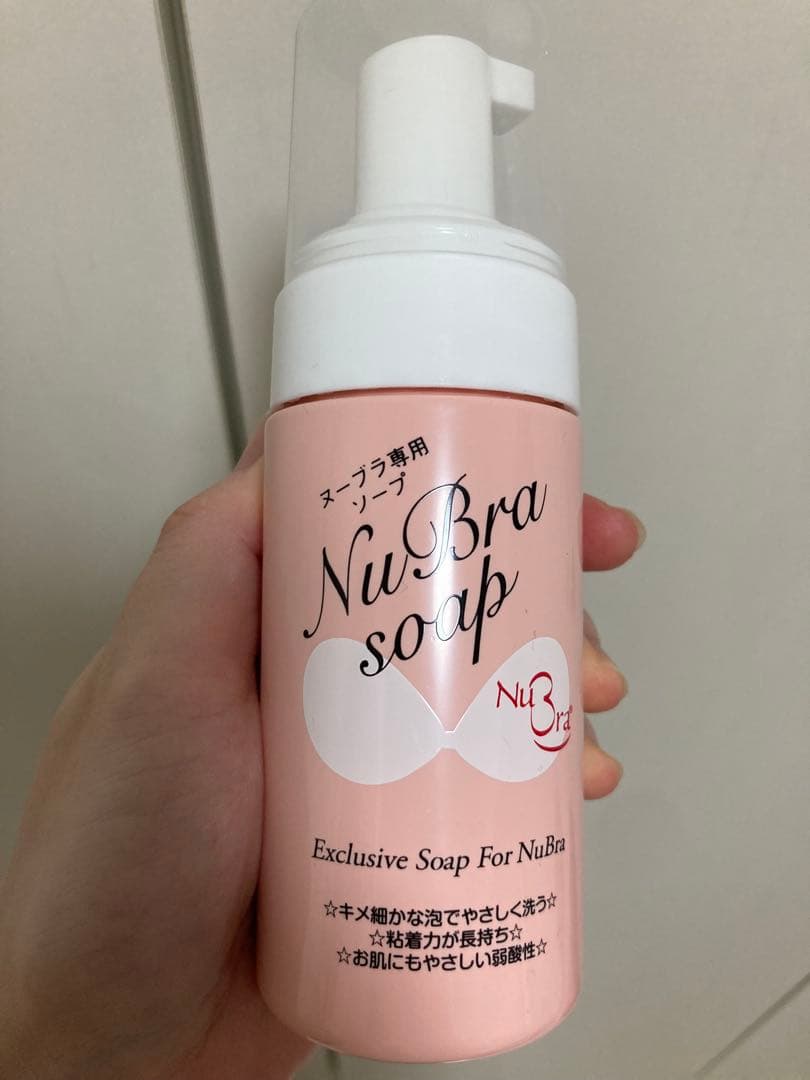 ヌーブラ専用
ソープ
NuBra
soap
NuBra®
Exclusive Soap For NuBra
☆キメ細かな泡でやさしく洗う☆
☆粘着力が長持ち☆
☆お肌にもやさしい弱酸性☆